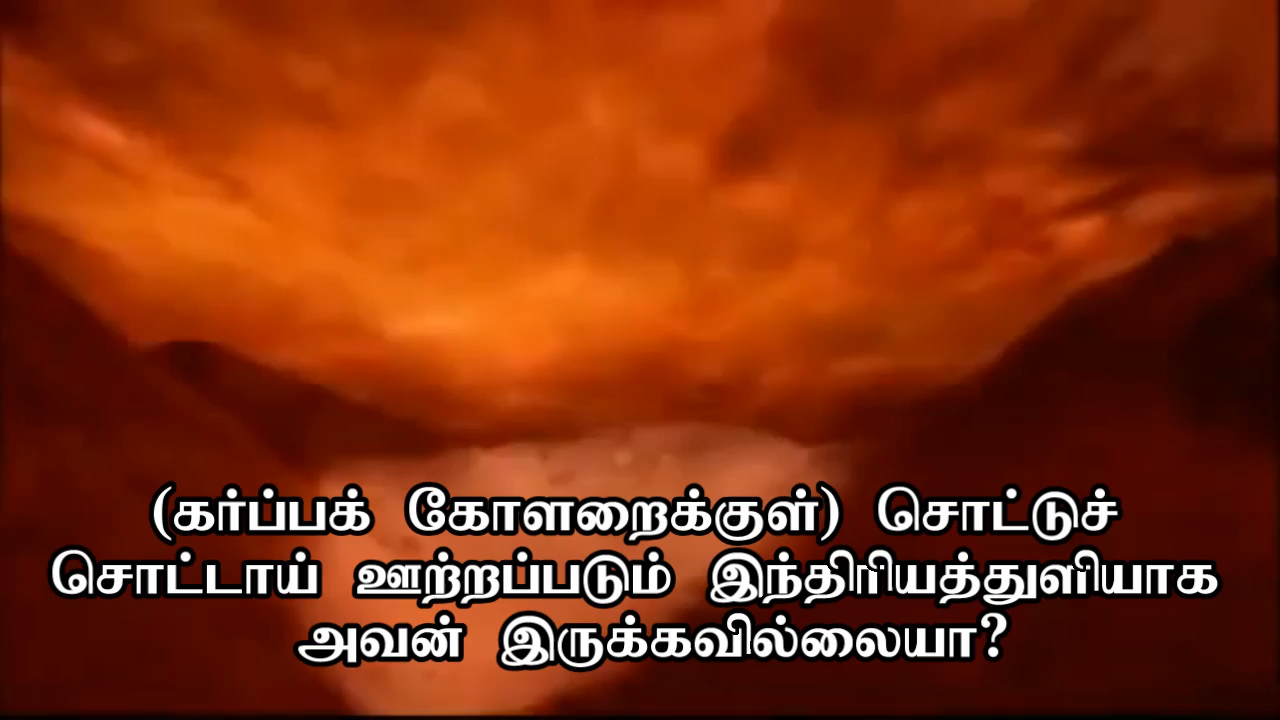 (கர்ப்பக் கோளறைக்குள்) சொட்டுச்
சொட்டாய் ஊற்றப்படும் இந்திரியத்துளியாக
அவன் இருக்கவில்லையா?